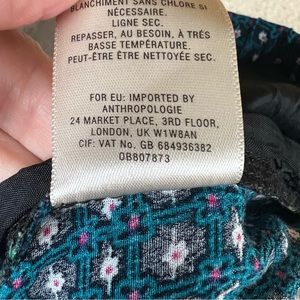 BLANCHIMENT SANS CHLORE SI
NÉCESSAIRE.
LIGNE SEC.
REPASSER, AU BESOIN, À TRÈS
BASSE TEMPÉRATURE.
PEUT-ÊTRE ÊTRE NETTOYÉE SEC.
FOR EU: IMPORTED BY
ANTHROPOLOGIE
24 MARKET PLACE, 3RD FLOOR,
LONDON, UK W1W8AN
CIF: VAT No. GB 684936382
OBB07873